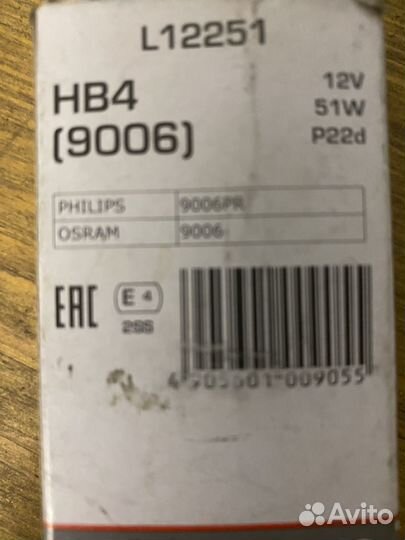 L12251
HB4 12V
(9006) 51W
P22d
PHILIPS 9006PR
OSRAM 9006
EAC E 4
Avito